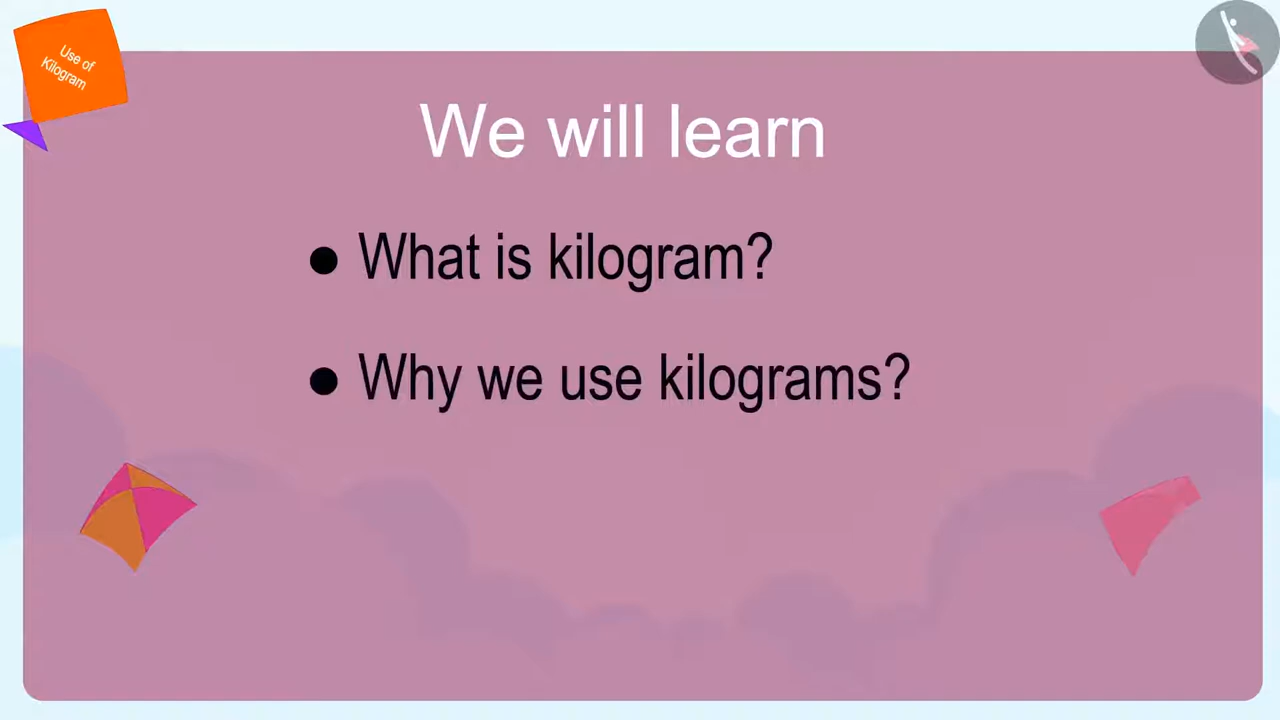 Use of
Kilogram
We will learn
● What is kilogram?
● Why we use kilograms?